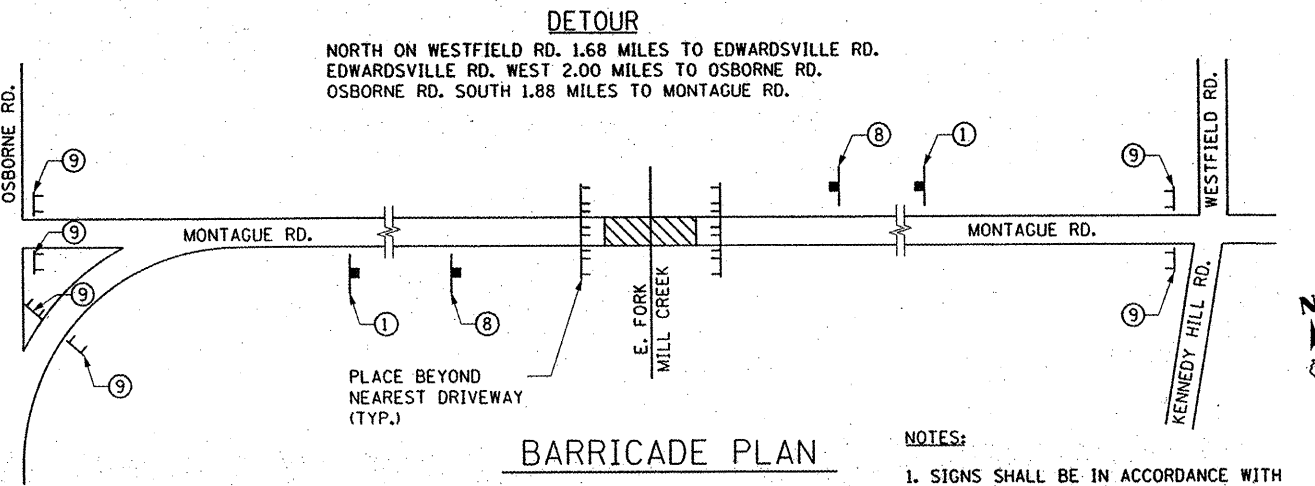 DETOUR
NORTH ON WESTFIELD RD. 1.68 MILES TO EDWARDSVILLE RD.
EDWARDSVILLE RD. WEST 2.00 MILES TO OSBORNE RD.
OSBORNE RD. SOUTH 1.88 MILES TO MONTAGUE RD.
OSBORNE RD.
WESTFIELD RD.
9
8
1
9
9
MONTAGUE RD.
MONTAGUE RD.
9
9
1
8
E. FORK
MILL CREEK
9
KENNEDY HILL RD.
N
PLACE BEYOND
NEAREST DRIVEWAY
(TYP.)
BARRICADE PLAN
NOTES:
1. SIGNS SHALL BE IN ACCORDANCE WITH